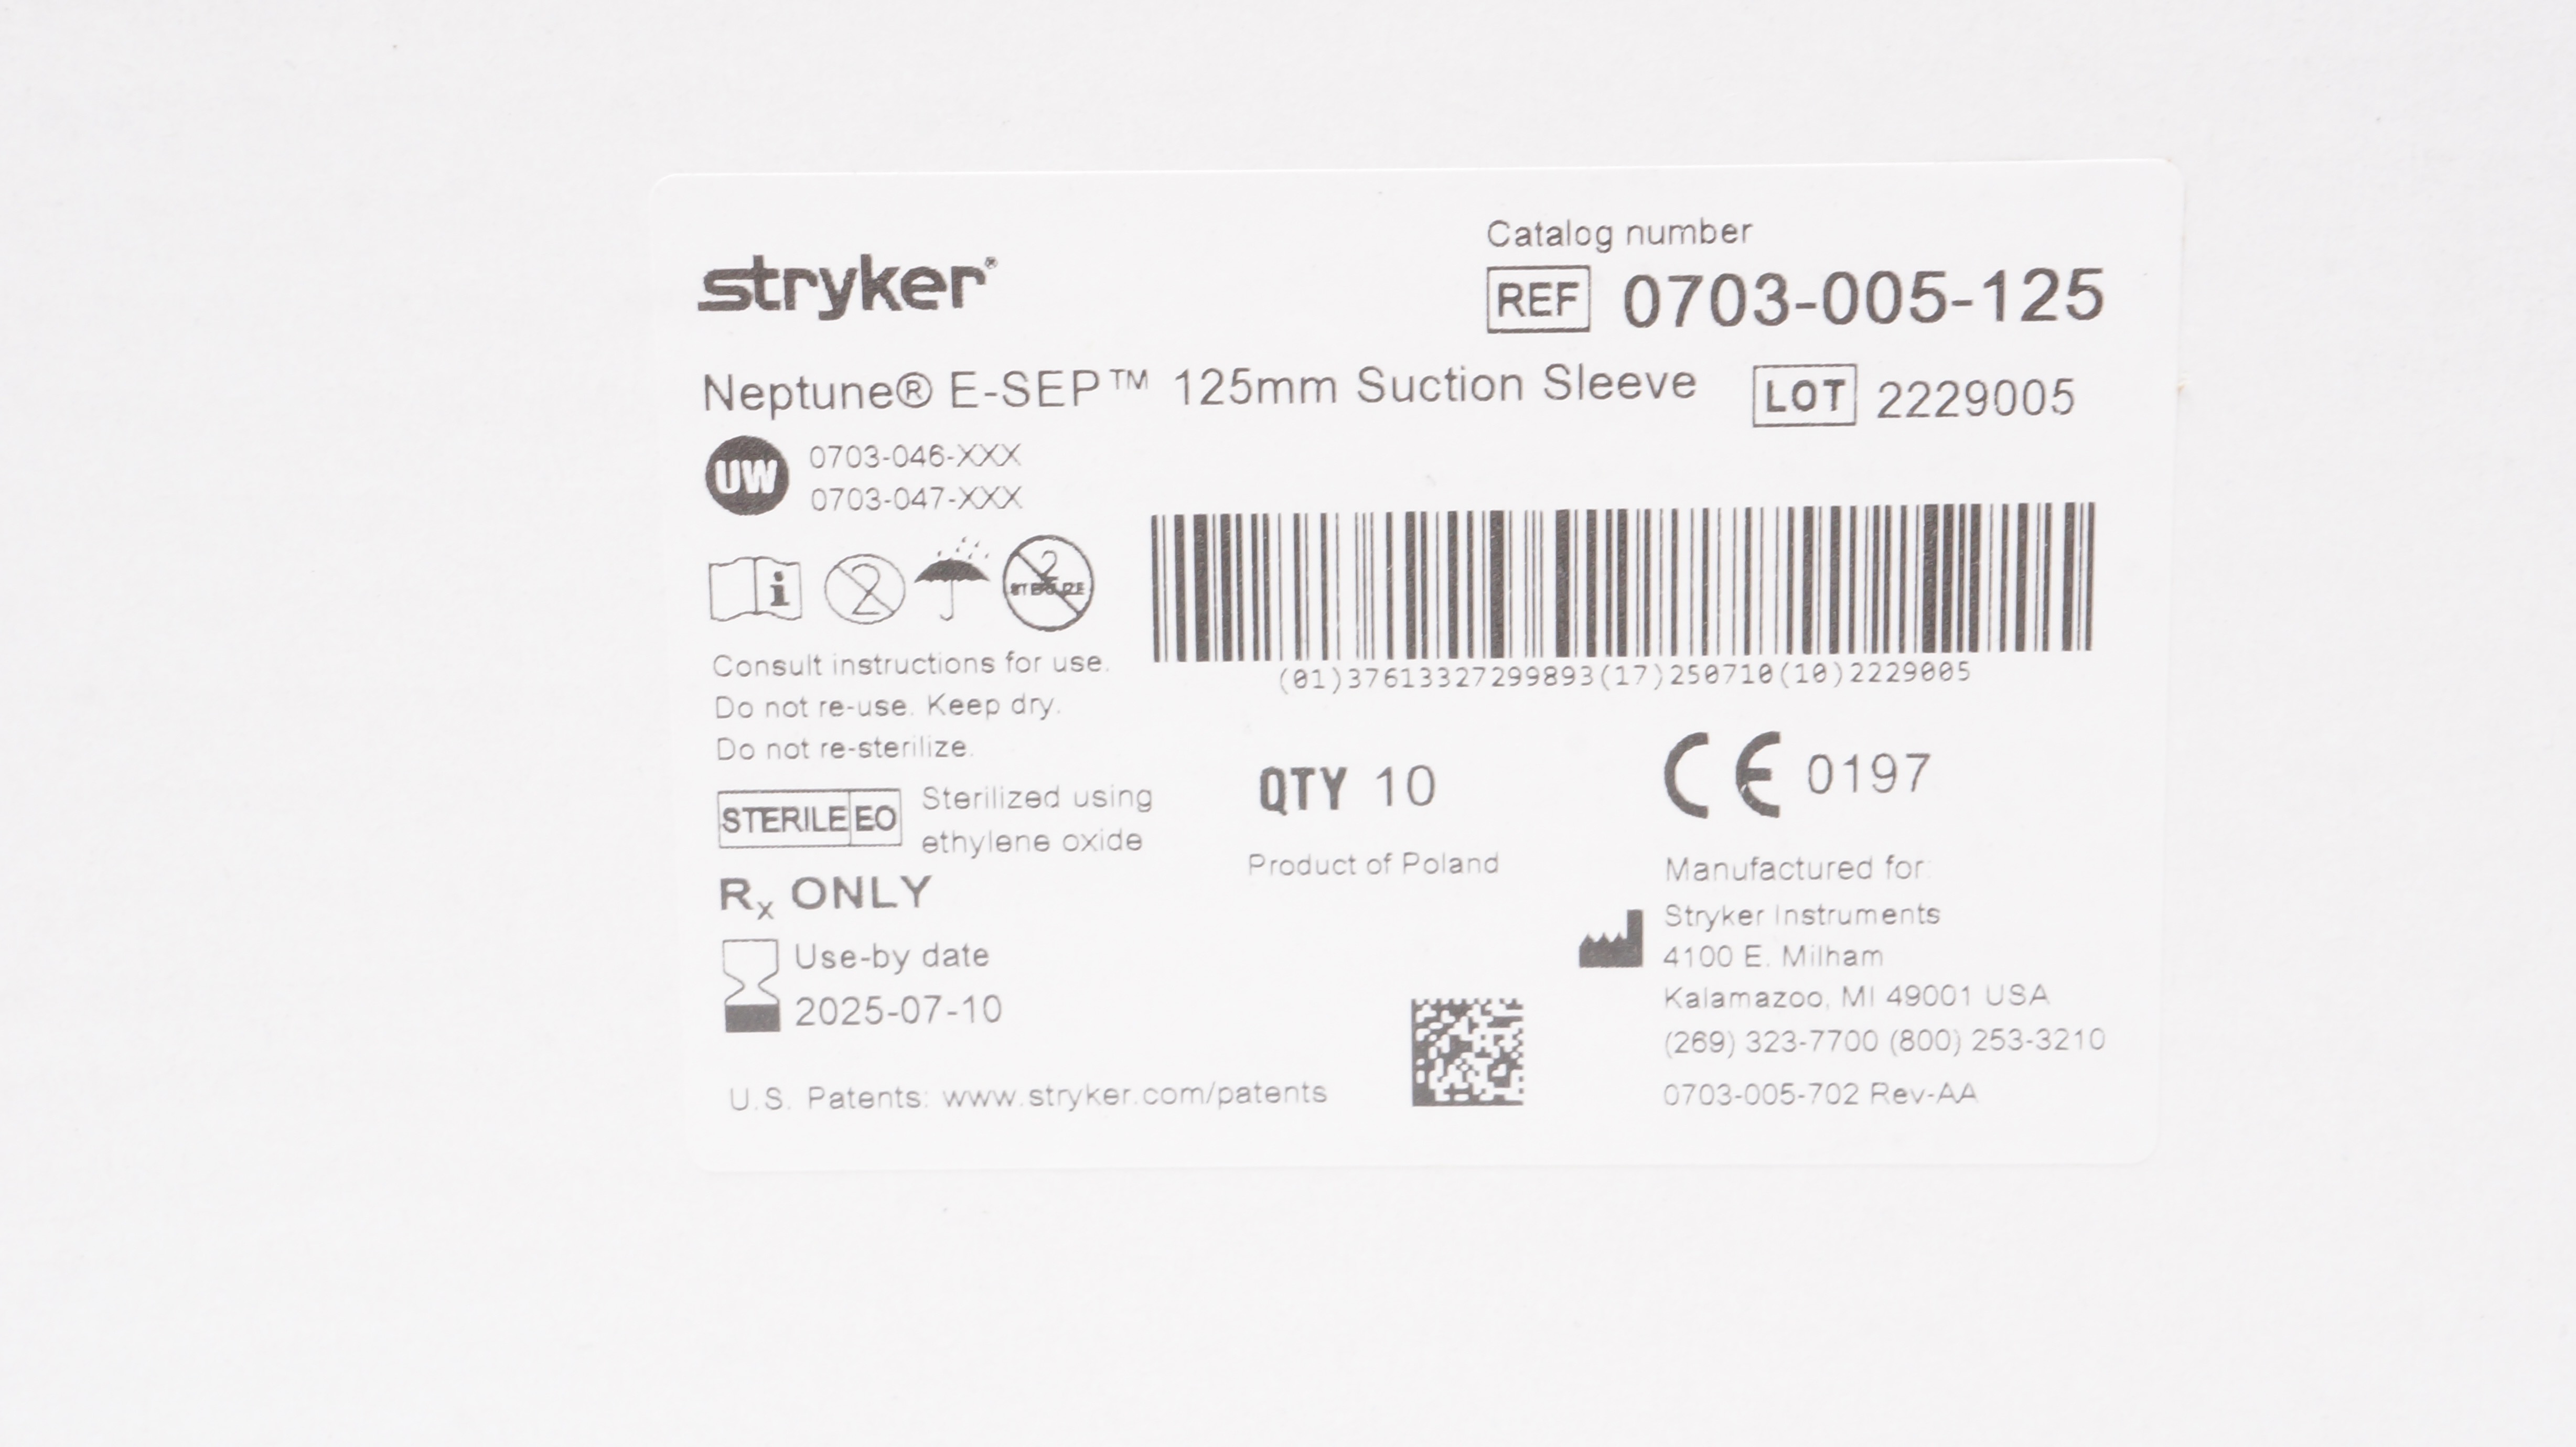 stryker®
Catalog number
REF 0703-005-125
Neptune® E-SEP™ 125mm Suction Sleeve
LOT 2229005
UW 0703-046-XXX
0703-047-XXX
(01)37613327299893(17)250710(10)2229005
Consult instructions for use.
Do not re-use. Keep dry.
Do not re-sterilize.
STERILE EO
Sterilized using
ethylene oxide
QTY 10
CE 0197
Product of Poland
Rx ONLY
Use-by date
2025-07-10
Manufactured for:
Stryker Instruments
4100 E. Milham
Kalamazoo, MI 49001 USA
(269) 323-7700 (800) 253-3210
0703-005-702 Rev-AA
U.S. Patents: www.stryker.com/patents